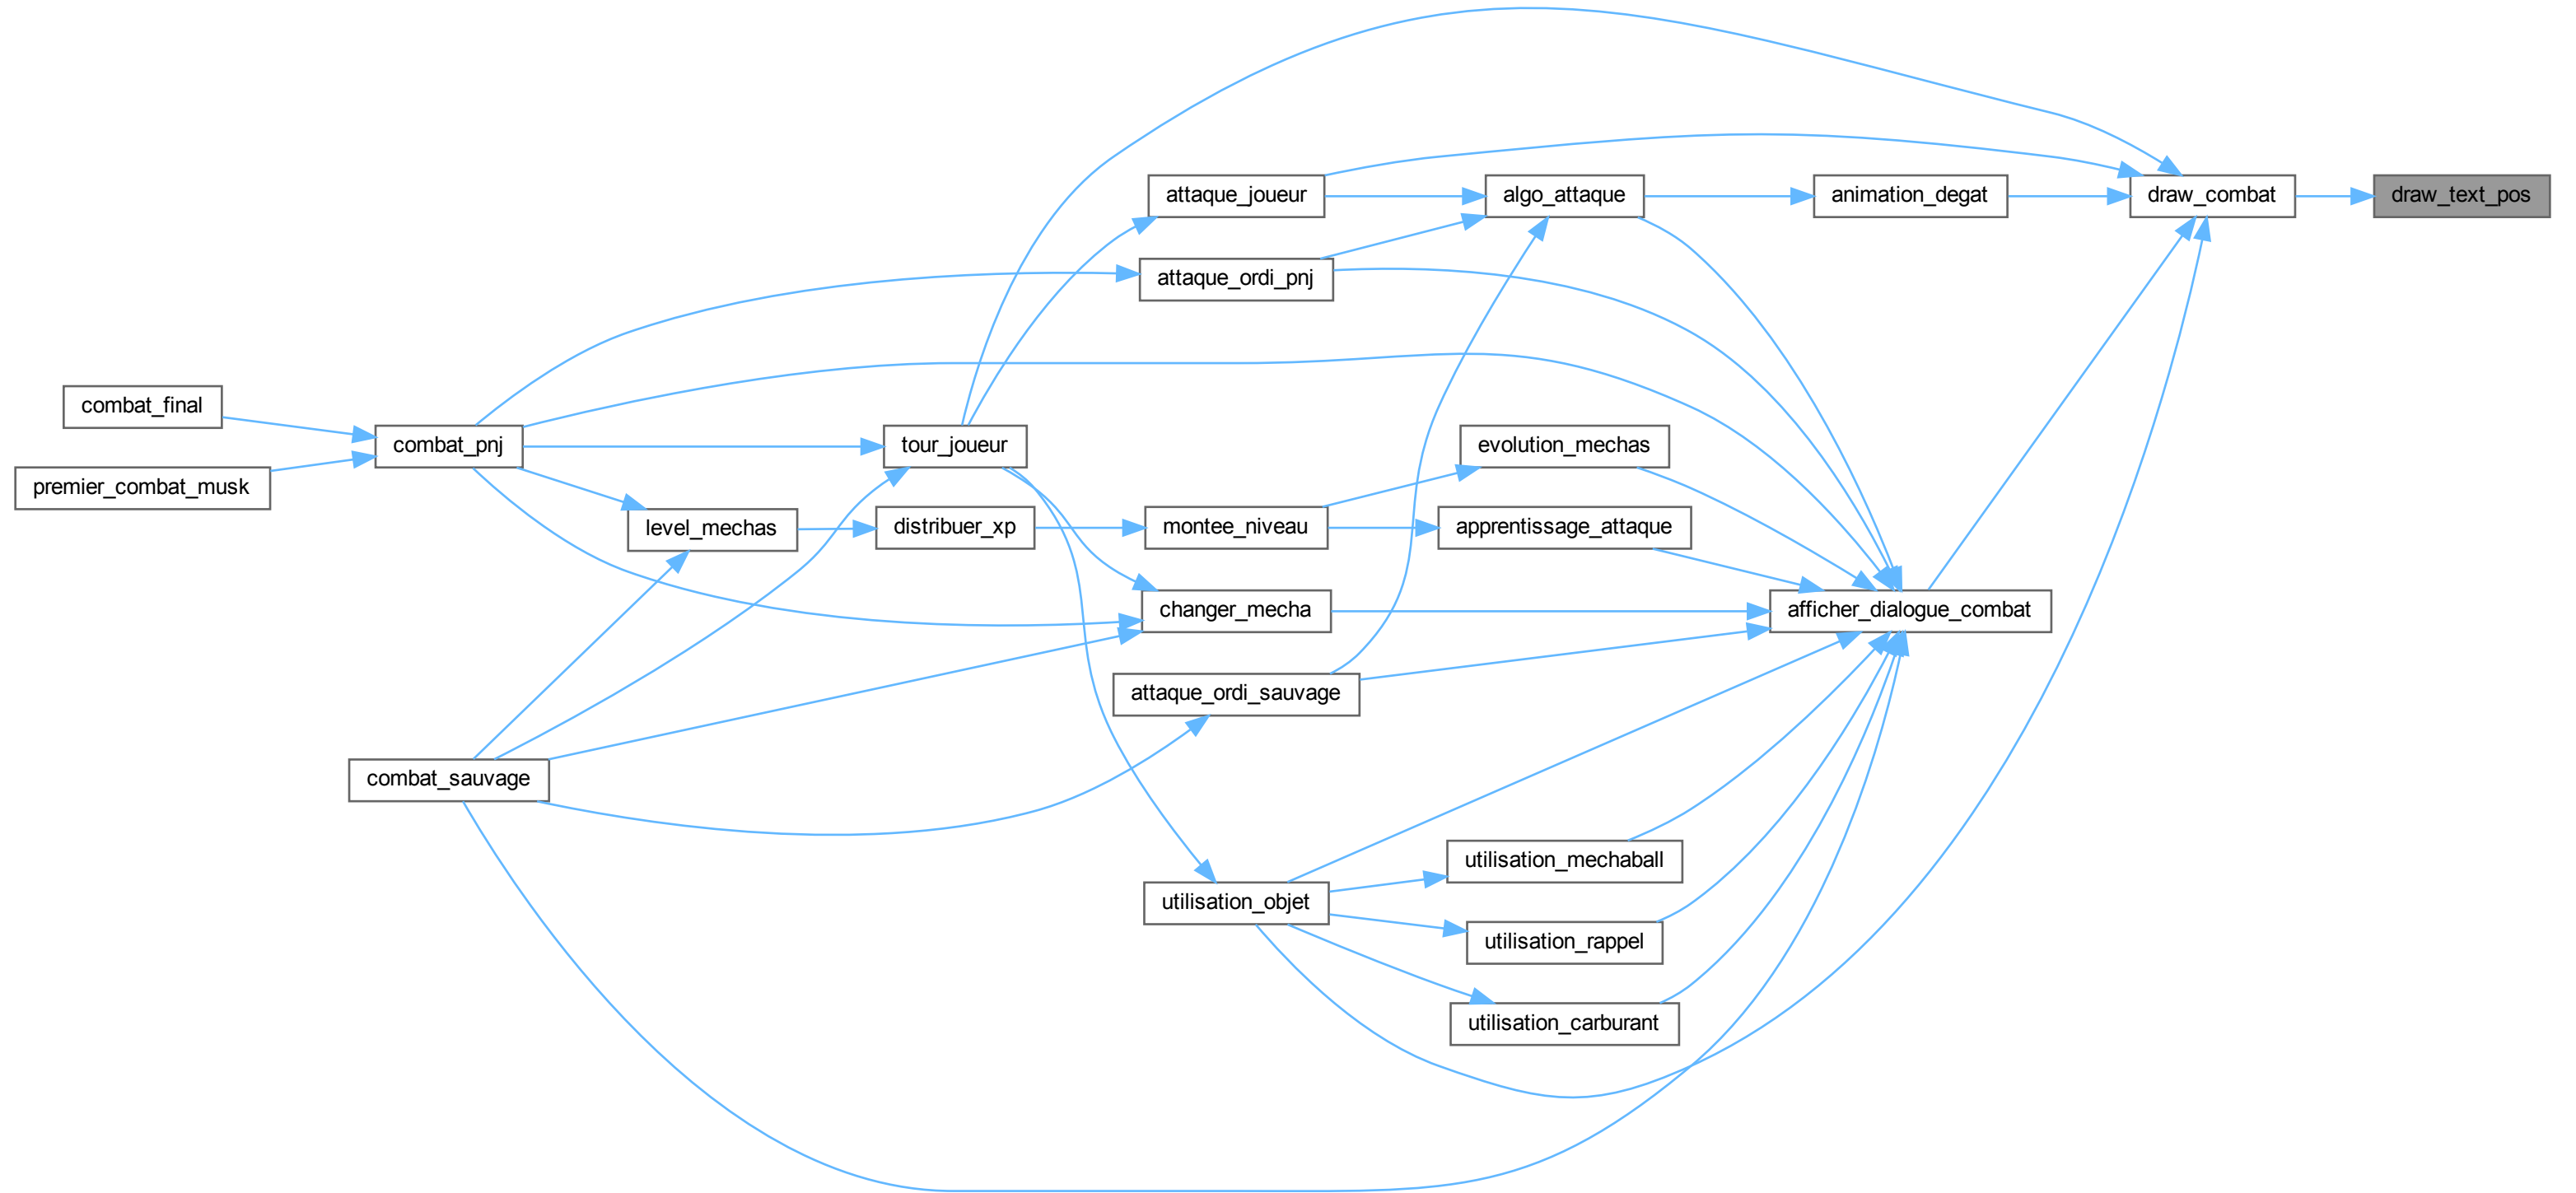 attaque_joueur
algo_attaque
animation_degat
draw_combat
draw_text_pos
attaque_ordi_pnj
combat_final
combat_pnj
tour_joueur
evolution_mechas
premier_combat_musk
level_mechas
distribuer_xp
montee_niveau
apprentissage_attaque
changer_mecha
afficher_dialogue_combat
attaque_ordi_sauvage
combat_sauvage
utilisation_mechaball
utilisation_objet
utilisation_rappel
utilisation_carburant